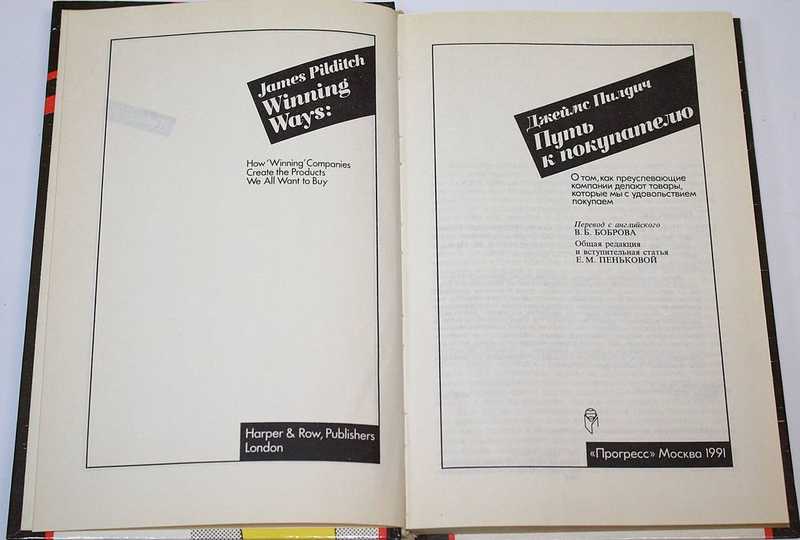 James Pilditch
Winning
Ways:
How ‘Winning’ Companies
Create the Products
We All Want to Buy
Harper & Row, Publishers
London
Джеймс Пилдич
Путь
к покупателю
О том, как преуспевающие
компании делают товары,
которые мы с удовольствием
покупаем
Перевод с английского
В. Б. БОБРОВА
Общая редакция
и вступительная статья
Е. М. ПЕНЬКОВОЙ
«Прогресс» Москва 1991